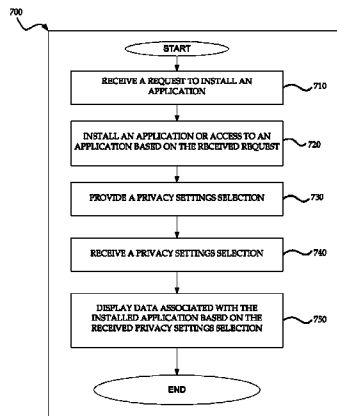 700
START
RECEIVE A REQUEST TO INSTALL AN
APPLICATION
710
INSTALL AN APPLICATION OR ACCESS TO AN
APPLICATION BASED ON THE RECEIVED REQUEST
720
PROVIDE A PRIVACY SETTINGS SELECTION
730
RECEIVE A PRIVACY SETTINGS SELECTION
740
DISPLAY DATA ASSOCIATED WITH THE
INSTALLED APPLICATION BASED ON THE
RECEIVED PRIVACY SETTINGS SELECTION
750
END